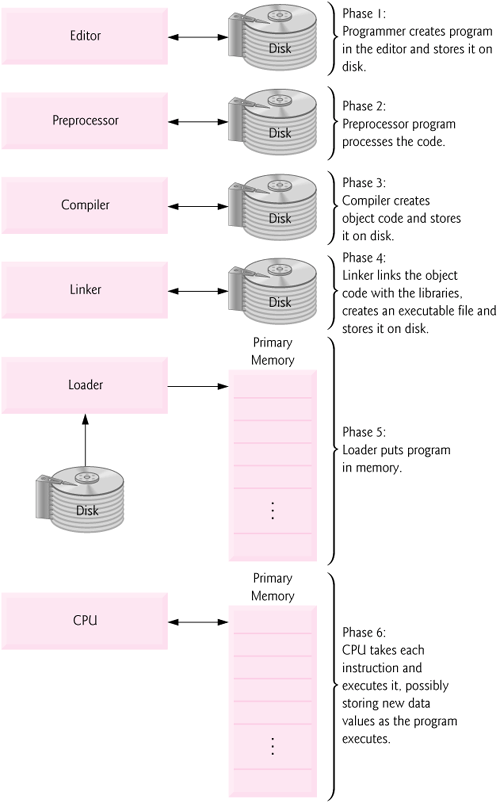 Editor
Disk
Phase 1:
Programmer creates program
in the editor and stores it on
disk.
Preprocessor
Disk
Phase 2:
Preprocessor program
processes the code.
Compiler
Disk
Phase 3:
Compiler creates
object code and stores
it on disk.
Linker
Disk
Phase 4:
Linker links the object
code with the libraries,
creates an executable file and
stores it on disk.
Primary
Memory
Loader
Disk
Phase 5:
Loader puts program
in memory.
Primary
Memory
CPU
Phase 6:
CPU takes each
instruction and
executes it, possibly
storing new data
values as the program
executes.